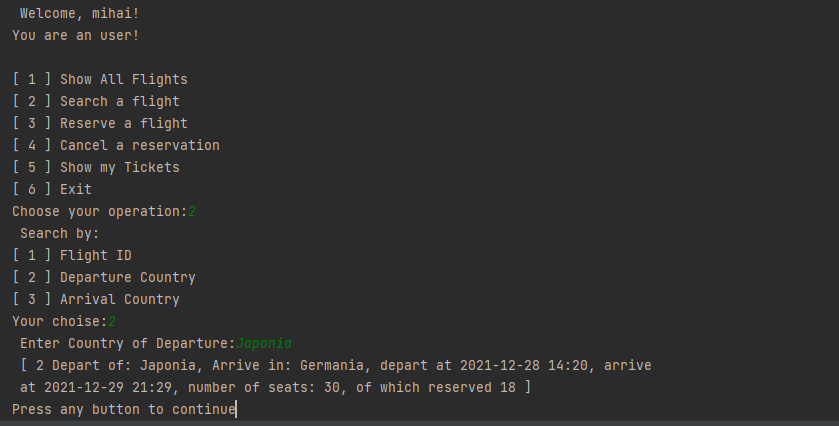 Welcome, mihai!
You are an user!
[ 1 ] Show All Flights
[ 2 ] Search a flight
[ 3 ] Reserve a flight
[ 4 ] Cancel a reservation
[ 5 ] Show my Tickets
[ 6 ] Exit
Choose your operation:2
Search by:
[ 1 ] Flight ID
[ 2 ] Departure Country
[ 3 ] Arrival Country
Your choise:2
Enter Country of Departure:Japonia
[ 2 Depart of: Japonia, Arrive in: Germania, depart at 2021-12-28 14:20, arrive
at 2021-12-29 21:29, number of seats: 30, of which reserved 18 ]
Press any button to continue